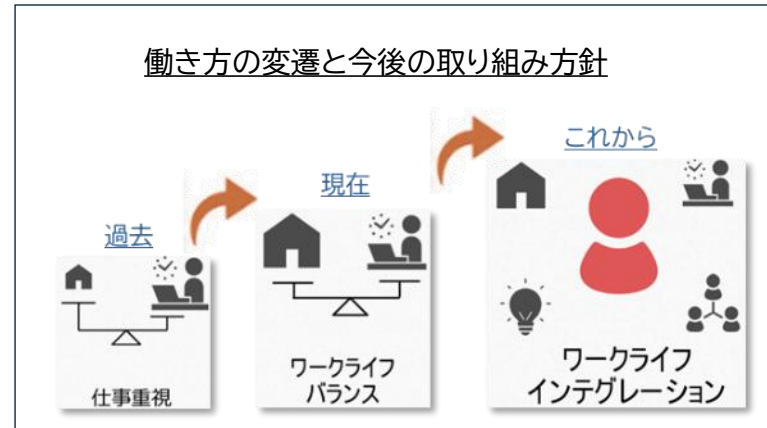 働き方の変遷と今後の取り組み方針
過去
現在
これから
仕事重視
ワークライフ
バランス
ワークライフ
インテグレーション